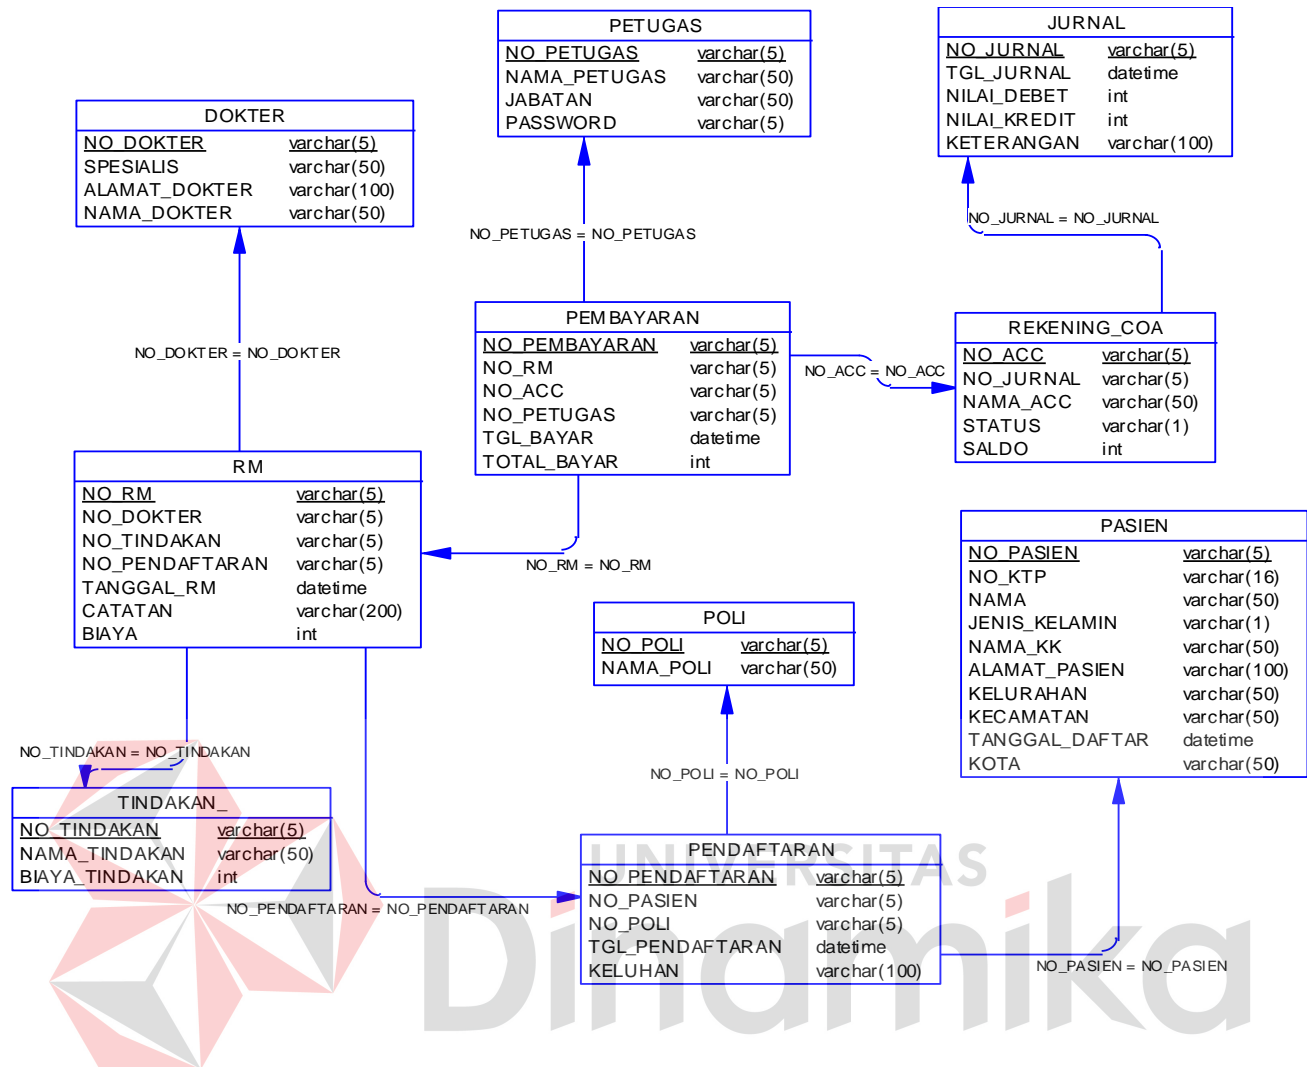 PETUGAS
NO_PETUGAS varchar(5)
NAMA_PETUGAS varchar(50)
JABATAN varchar(50)
PASSWORD varchar(5)
JURNAL
NO_JURNAL varchar(5)
TGL_JURNAL datetime
NILAI_DEBET int
NILAI_KREDIT int
KETERANGAN varchar(100)
DOKTER
NO_DOKTER varchar(5)
SPESIALIS varchar(50)
ALAMAT_DOKTER varchar(100)
NAMA_DOKTER varchar(50)
NO_PETUGAS = NO_PETUGAS
NO_JURNAL = NO_JURNAL
NO_DOKTER = NO_DOKTER
PEMBAYARAN
NO_PEMBAYARAN varchar(5)
NO_RM varchar(5)
NO_ACC varchar(5)
NO_PETUGAS varchar(5)
TGL_BAYAR datetime
TOTAL_BAYAR int
NO_ACC = NO_ACC
REKENING_COA
NO_ACC varchar(5)
NO_JURNAL varchar(5)
NAMA_ACC varchar(50)
STATUS varchar(1)
SALDO int
RM
NO_RM varchar(5)
NO_DOKTER varchar(5)
NO_TINDAKAN varchar(5)
NO_PENDAFTARAN varchar(5)
TANGGAL_RM datetime
CATATAN varchar(200)
BIAYA int
NO_RM = NO_RM
PASIEN
NO_PASIEN varchar(5)
NO_KTP varchar(16)
NAMA varchar(50)
JENIS_KELAMIN varchar(1)
NAMA_KK varchar(50)
ALAMAT_PASIEN varchar(100)
KELURAHAN varchar(50)
KECAMATAN varchar(50)
TANGGAL_DAFTAR datetime
KOTA varchar(50)
POLI
NO_POLI varchar(5)
NAMA_POLI varchar(50)
NO_TINDAKAN = NO_TINDAKAN
NO_POLI = NO_POLI
TINDAKAN_
NO_TINDAKAN varchar(5)
NAMA_TINDAKAN varchar(50)
BIAYA_TINDAKAN int
NO_PENDAFTARAN = NO_PENDAFTARAN
PENDAFTARAN
NO_PENDAFTARAN varchar(5)
NO_PASIEN varchar(5)
NO_POLI varchar(5)
TGL_PENDAFTARAN datetime
KELUHAN varchar(100)
NO_PASIEN = NO_PASIEN
UNIVERSITAS
Dinamika